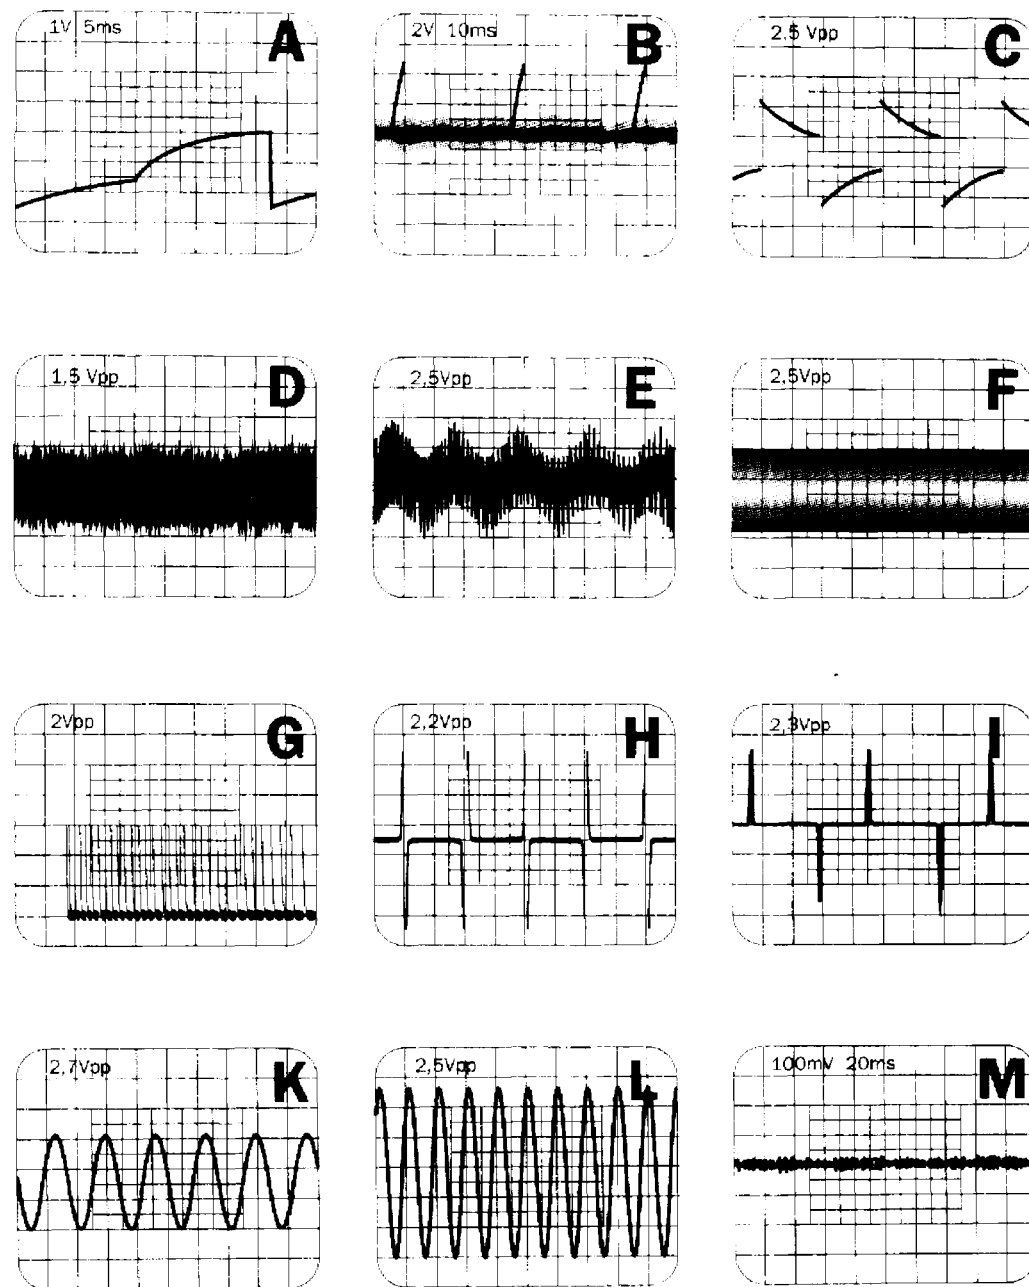 1V 5ms A
2V 10ms B
2,5 Vpp C
1,5 Vpp D
2,5Vpp E
2,5Vpp F
2Vpp G
2,2Vpp H
2,3Vpp I
2,7Vpp K
2,5Vpp L
100mV 20ms M